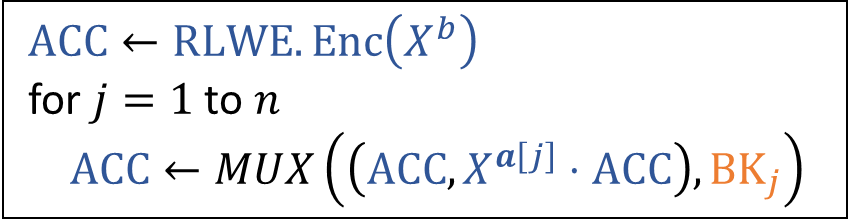 ACC ← RLWE. Enc(X^b)
for j = 1 to n
ACC ← MUX((ACC, X^{a[j]} · ACC), BK_j)